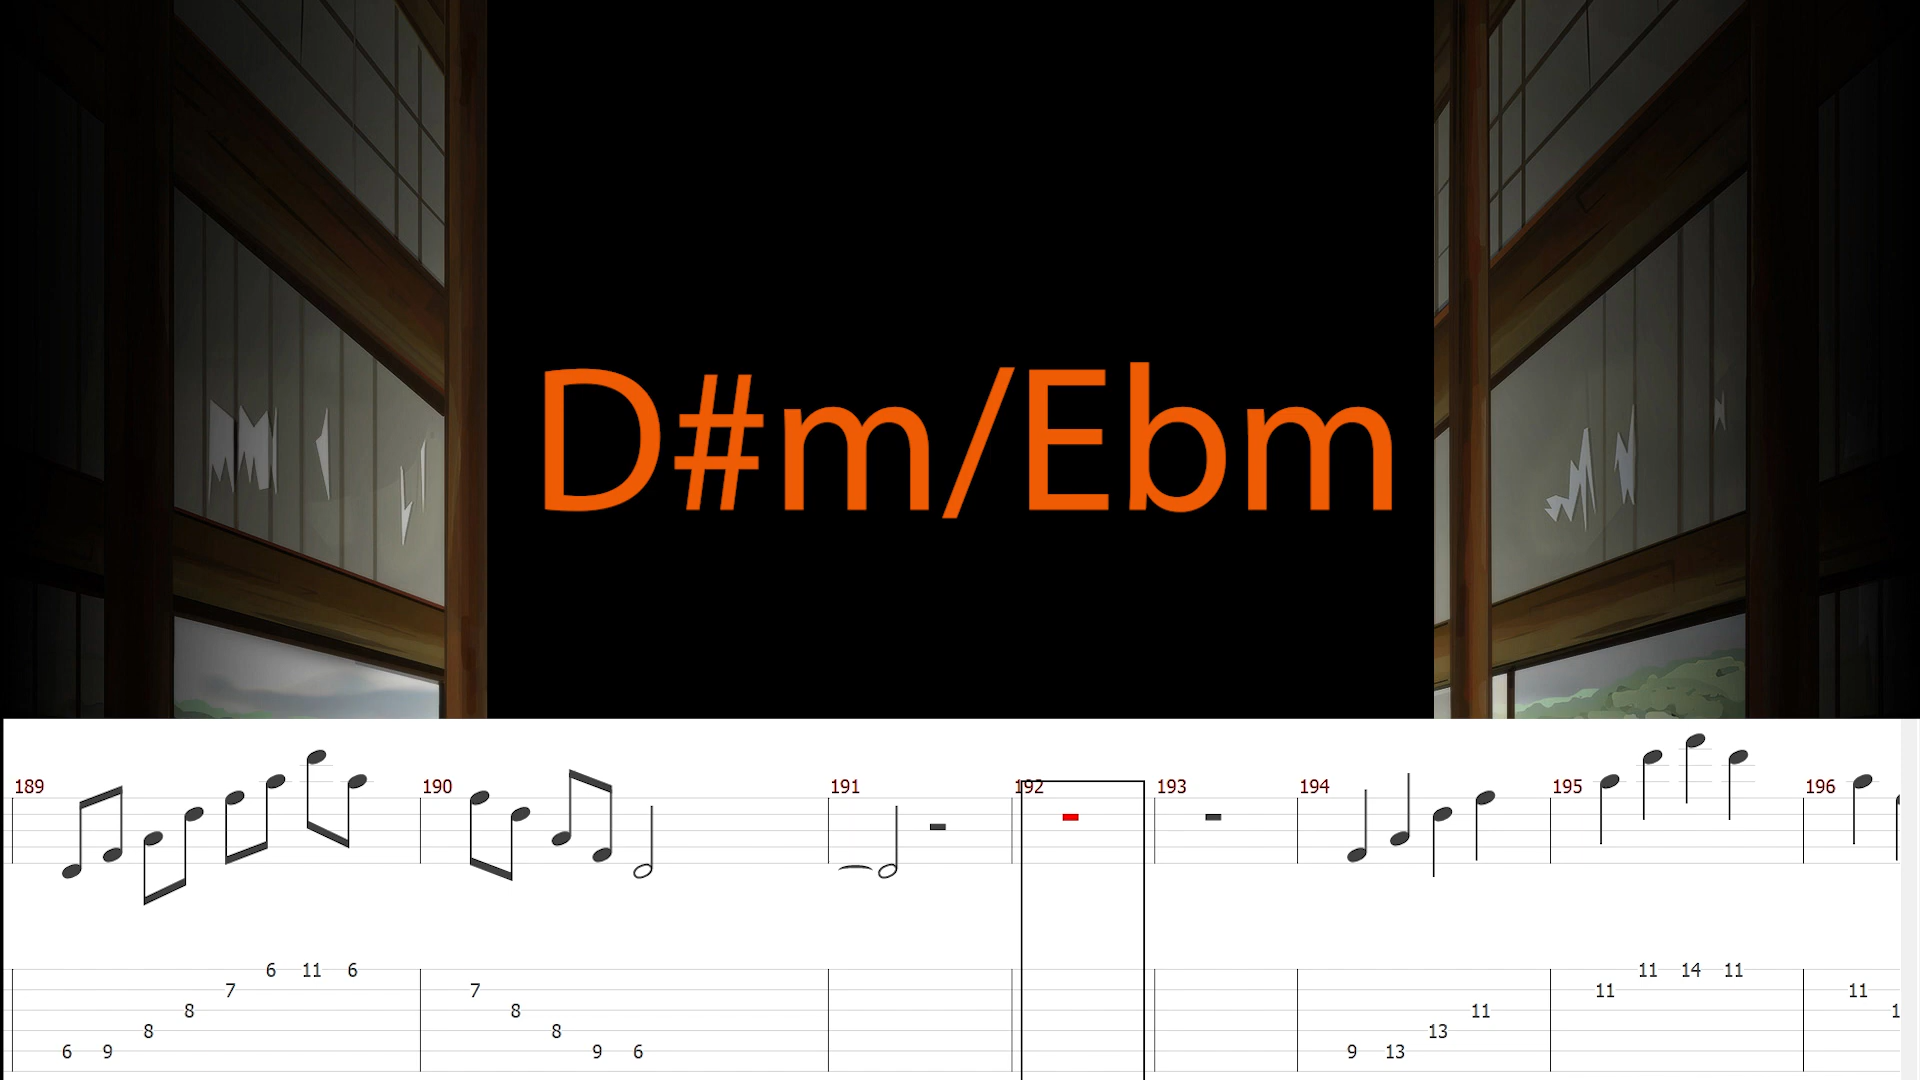 D#m/Ebm
189 190 191 192 193 194 195 196
6 11 6 11 14 11
7 7 11 11
8 8 11 1
8 8 13
6 9 9 6 9 13